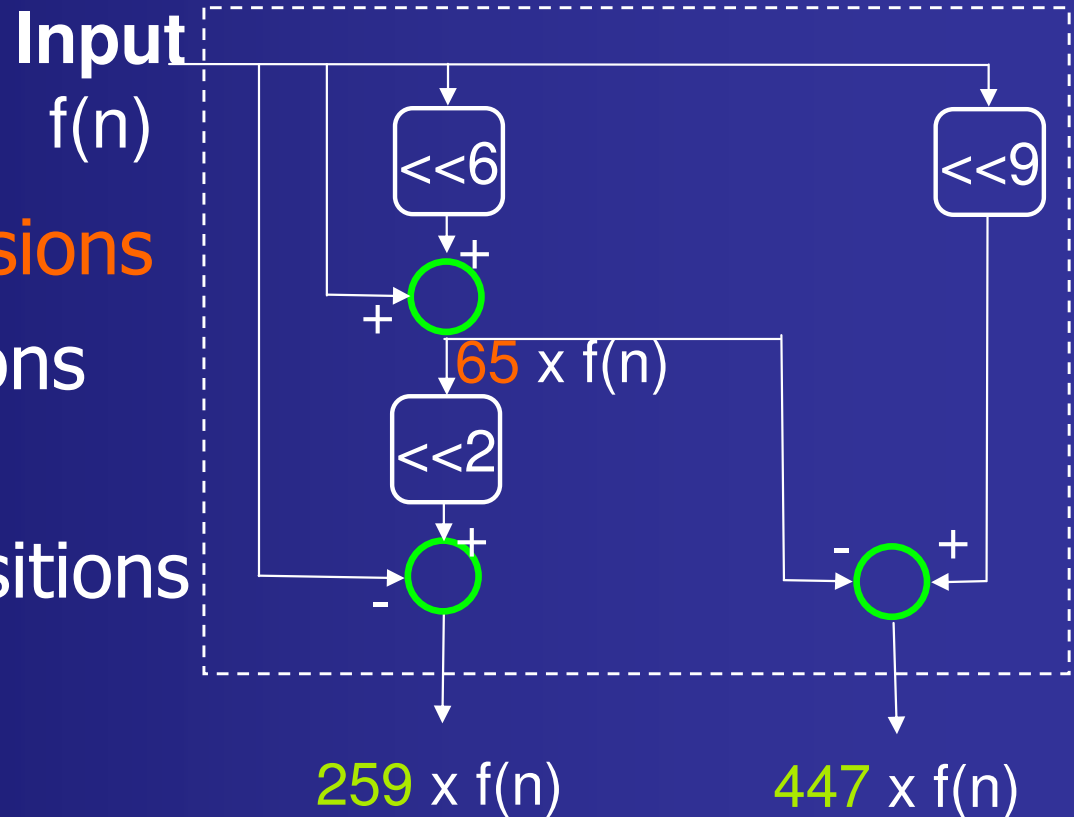 Input
f(n)
<<6
<<9
+
sions
+
ons
65 x f(n)
<<2
+
- +
sitions
-
259 x f(n)
447 x f(n)